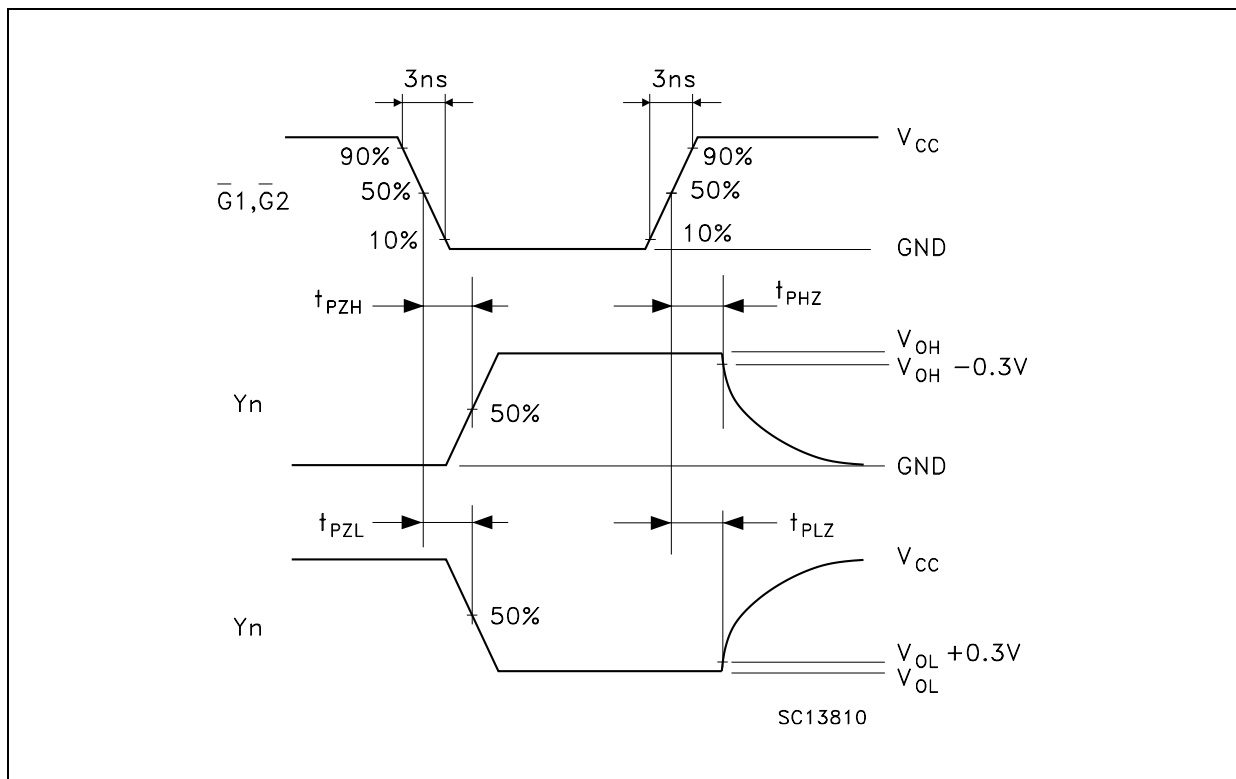 3ns 3ns
90% 90% V_CC
50% 50%
G̅1,G̅2
10% 10% GND
t_PZH t_PHZ
V_OH
V_OH −0.3V
Yn 50%
GND
t_PZL t_PLZ
V_CC
50%
Yn
V_OL +0.3V
V_OL
SC13810